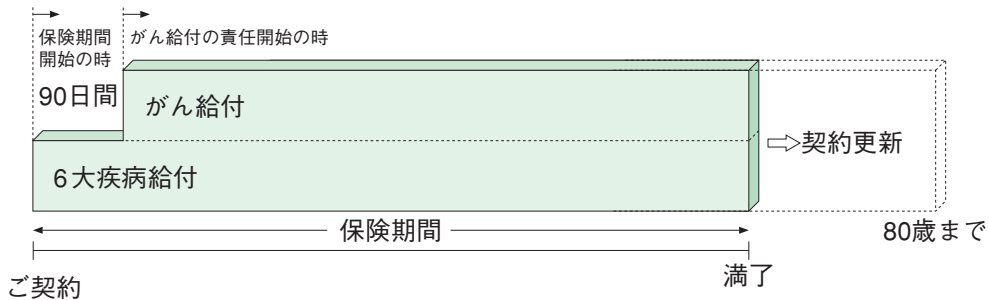 保険期間
開始の時
がん給付の責任開始の時
90日間
がん給付
6大疾病給付
契約更新
保険期間
80歳まで
ご契約
満了